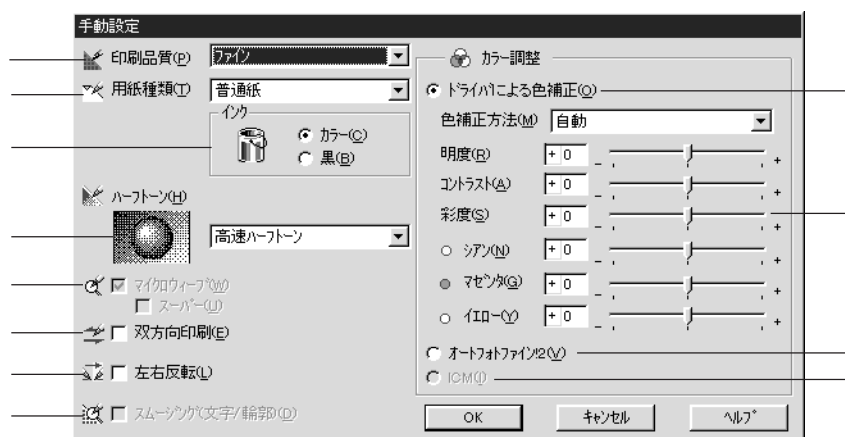 手動設定
印刷品質(P) ファイン
用紙種類(T) 普通紙
インク
カラー(C)
黒(B)
ハーフトーン(H)
高速ハーフトーン
マイクロウィーブ(W)
スーパー(U)
双方向印刷(E)
左右反転(L)
スムージング(文字/輪郭)(D)
カラー調整
ドライバによる色補正(O)
色補正方法(M) 自動
明度(R) + 0 - +
コントラスト(A) + 0 - +
彩度(S) + 0 - +
シアン(N) + 0 - +
マゼンタ(G) + 0 - +
イエロー(Y) + 0 - +
オートフォトファイン!2(V)
ICM(I)
OK キャンセル ヘルプ